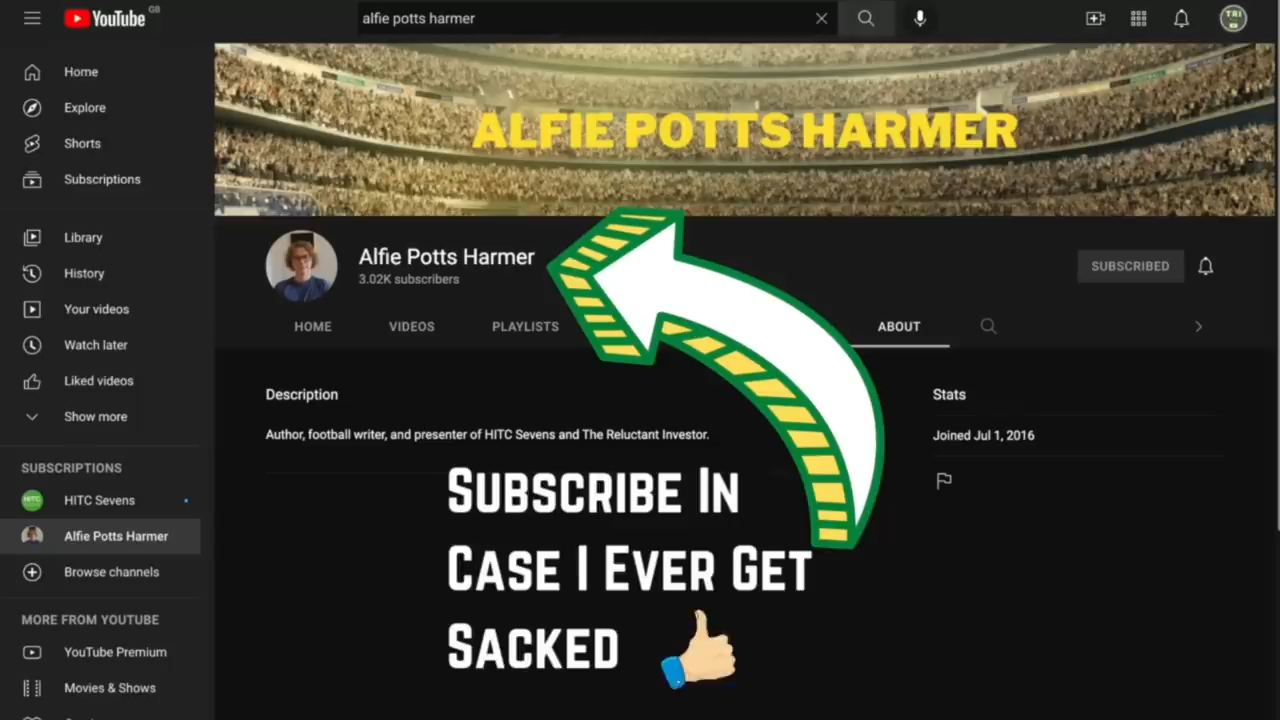 YouTube GB
alfie potts harmer
TRI
Home
Explore
Shorts
Subscriptions
Library
History
Your videos
Watch later
Liked videos
Show more
SUBSCRIPTIONS
HITC Sevens
Alfie Potts Harmer
Browse channels
MORE FROM YOUTUBE
YouTube Premium
Movies & Shows
ALFIE POTTS HARMER
Alfie Potts Harmer
3.02K subscribers
SUBSCRIBED
HOME VIDEOS PLAYLISTS ABOUT
Description
Author, football writer, and presenter of HITC Sevens and The Reluctant Investor.
Stats
Joined Jul 1, 2016
SUBSCRIBE IN
CASE I EVER GET
SACKED